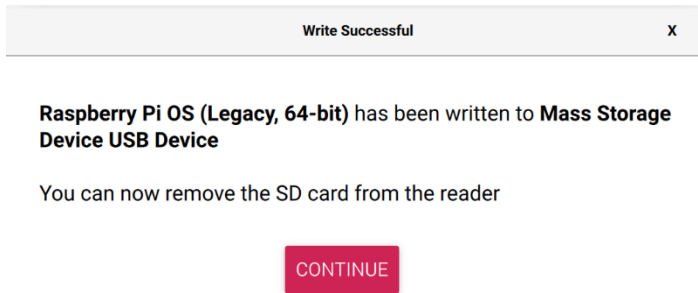 Write Successful X
Raspberry Pi OS (Legacy, 64-bit) has been written to Mass Storage
Device USB Device
You can now remove the SD card from the reader
CONTINUE